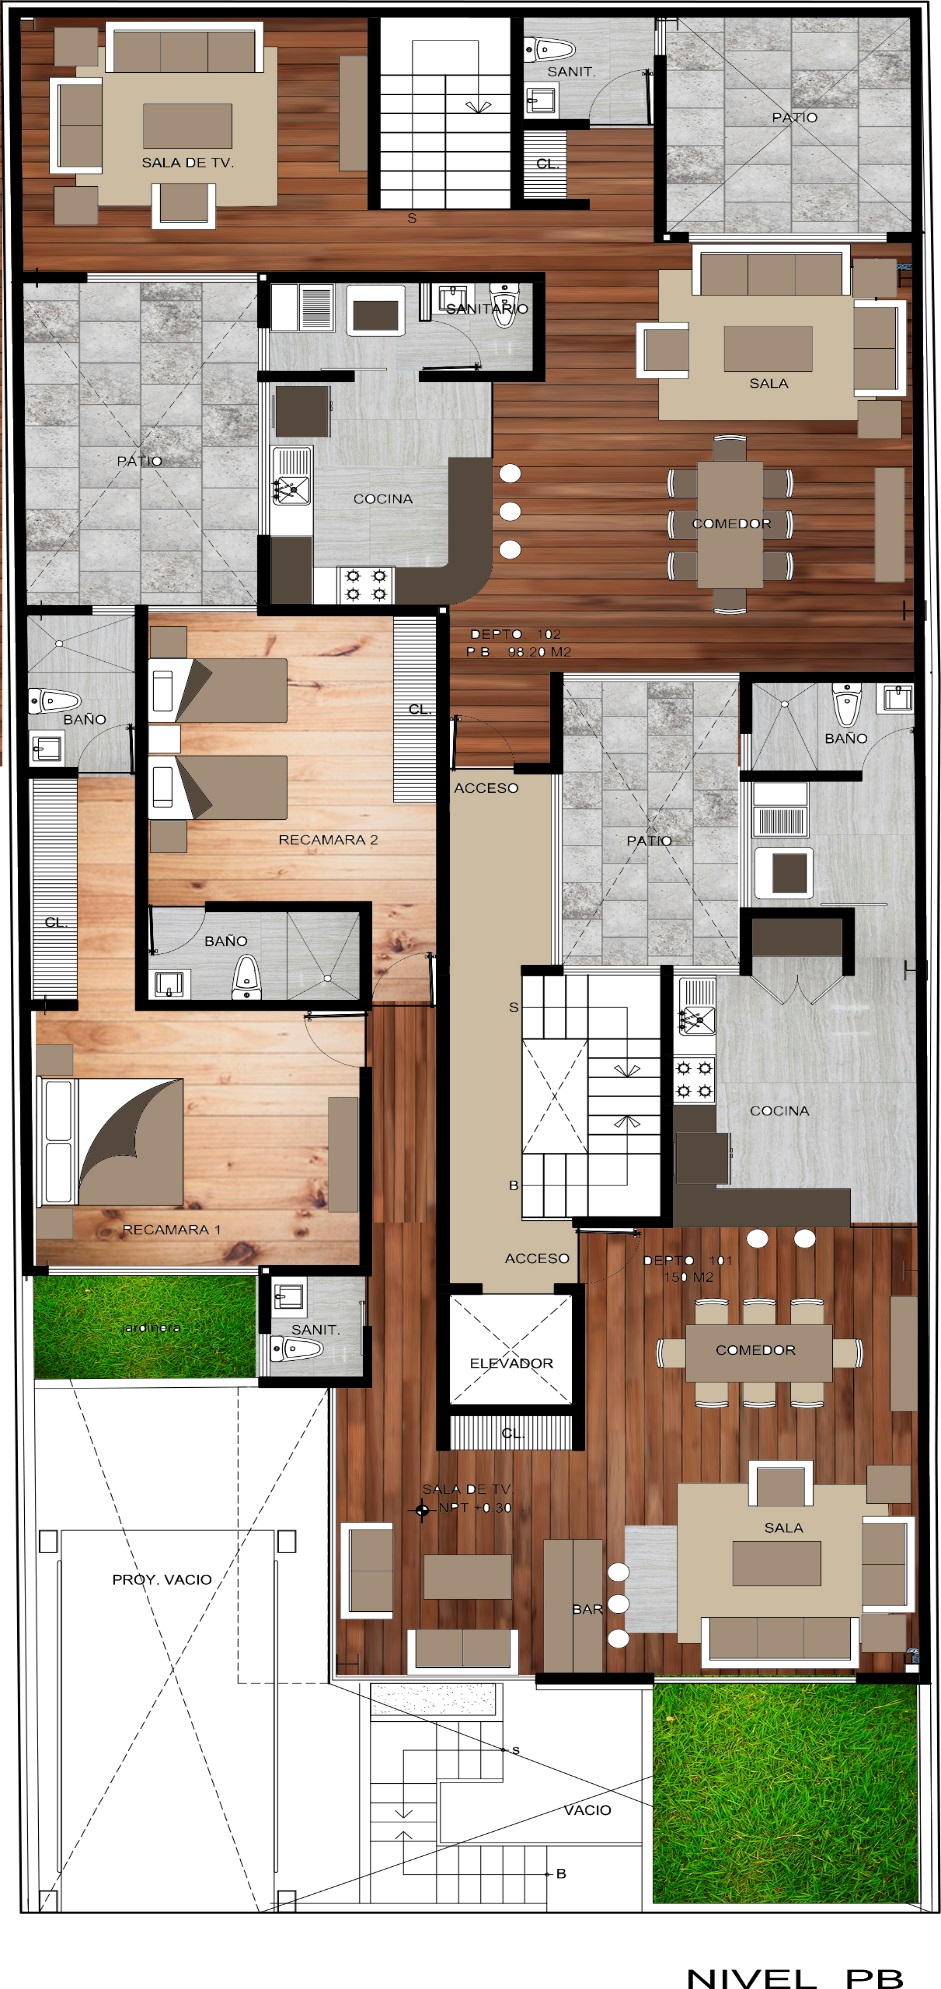 SANIT.
PATIO
SALA DE TV.
CL.
S
SANITARIO
SALA
PATIO
COCINA
COMEDOR
DEPTO. 102
P.B. 98.20 M2
BAÑO
CL.
BAÑO
ACCESO
RECAMARA 2
PATIO
CL.
BAÑO
S
COCINA
B
RECAMARA 1
ACCESO
DEPTO. 101
150 M2
jardinera
SANIT.
COMEDOR
ELEVADOR
CL.
SALA DE TV.
NPT +0.30
SALA
PROY. VACIO
BAR
S
VACIO
B
NIVEL PB